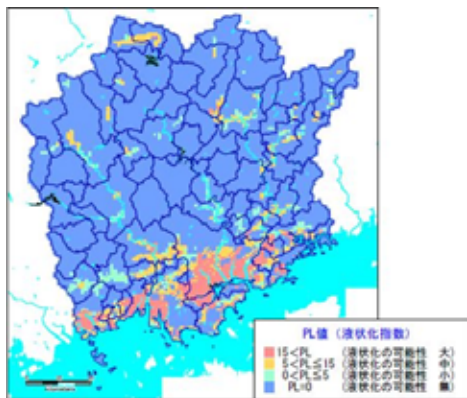 PL値（液状化指数）
15<PL （液状化の可能性 大）
5<PL≦15 （液状化の可能性 中）
0<PL≦5 （液状化の可能性 小）
PL=0 （液状化の可能性 無）